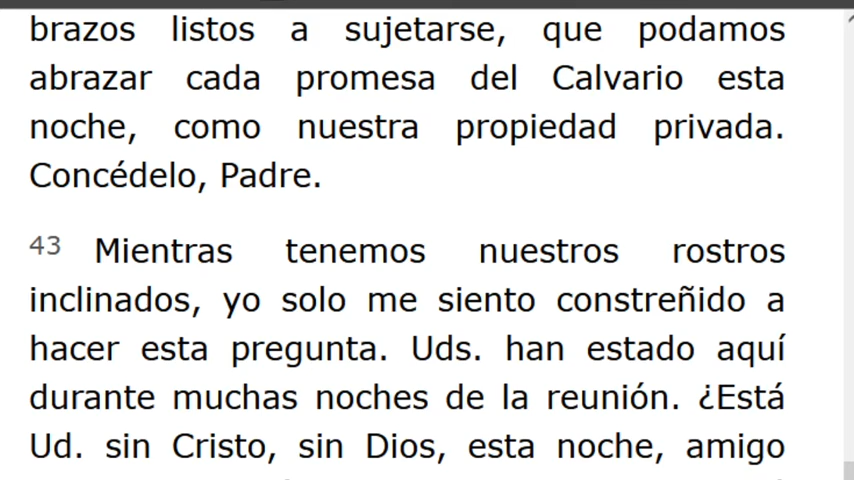 brazos listos a sujetarse, que podamos
abrazar cada promesa del Calvario esta
noche, como nuestra propiedad privada.
Concédelo, Padre.
43 Mientras tenemos nuestros rostros
inclinados, yo solo me siento constreñido a
hacer esta pregunta. Uds. han estado aquí
durante muchas noches de la reunión. ¿Está
Ud. sin Cristo, sin Dios, esta noche, amigo